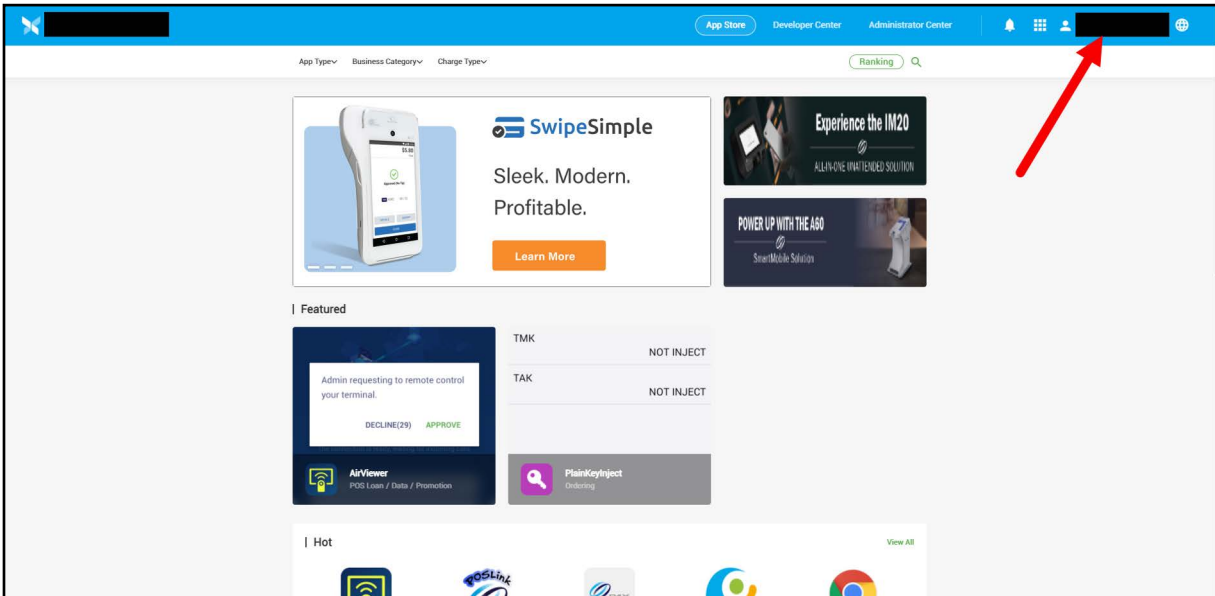 App Store Developer Center Administrator Center
App Type Business Category Charge Type Ranking
SwipeSimple
Sleek. Modern.
Profitable.
Learn More
Experience the IM20
ALL-IN-ONE UNATTENDED SOLUTION
POWER UP WITH THE A60
SmartMobile Solution
Featured
Admin requesting to remote control
your terminal.
DECLINE(29) APPROVE
AirViewer
POS Loan / Data / Promotion
TMK
NOT INJECT
TAK
NOT INJECT
PlainKeyInject
Ordering
Hot View All
POSLink